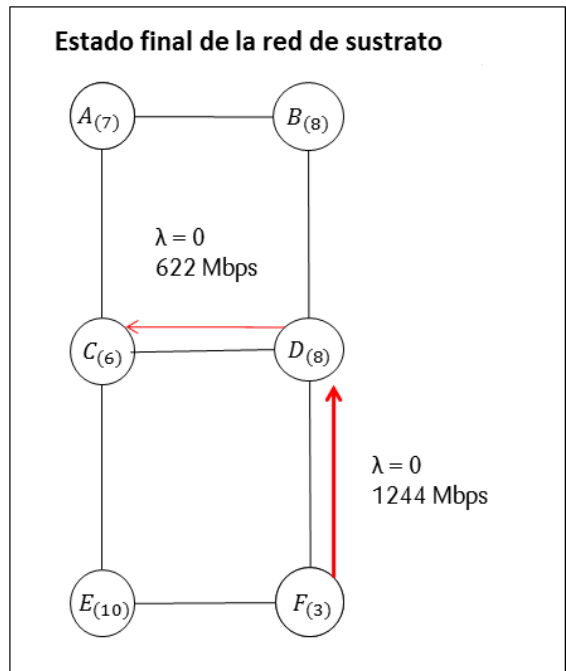 Estado final de la red de sustrato
A(7)
B(8)
λ = 0
622 Mbps
C(6)
D(8)
λ = 0
1244 Mbps
E(10)
F(3)